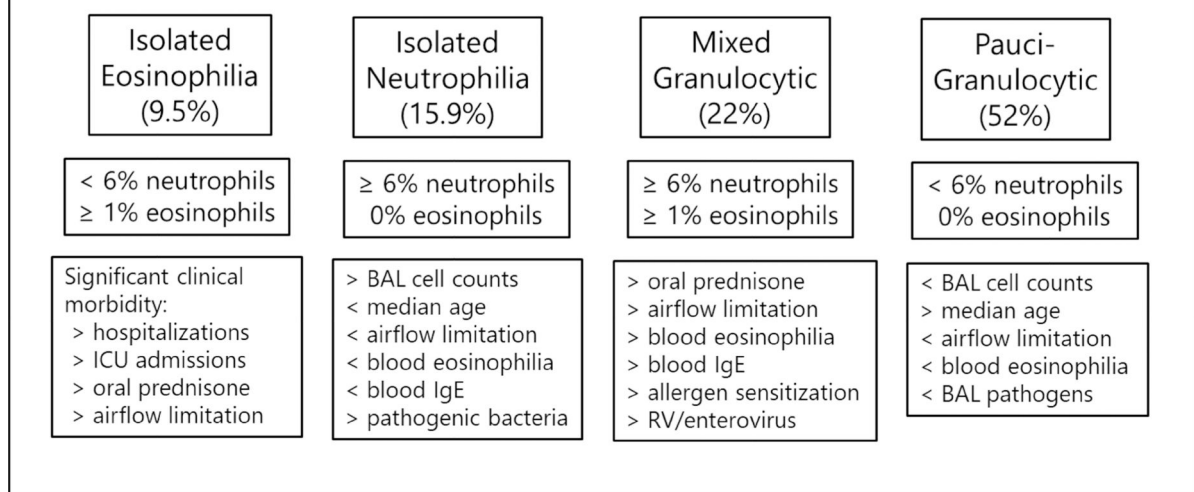 Isolated
Eosinophilia
(9.5%)
Isolated
Neutrophilia
(15.9%)
Mixed
Granulocytic
(22%)
Pauci-
Granulocytic
(52%)
< 6% neutrophils
≥ 1% eosinophils
≥ 6% neutrophils
0% eosinophils
≥ 6% neutrophils
≥ 1% eosinophils
< 6% neutrophils
0% eosinophils
Significant clinical
morbidity:
> hospitalizations
> ICU admissions
> oral prednisone
> airflow limitation
> BAL cell counts
< median age
< airflow limitation
< blood eosinophilia
< blood IgE
> pathogenic bacteria
> oral prednisone
> airflow limitation
> blood eosinophilia
> blood IgE
> allergen sensitization
> RV/enterovirus
< BAL cell counts
> median age
< airflow limitation
< blood eosinophilia
< BAL pathogens